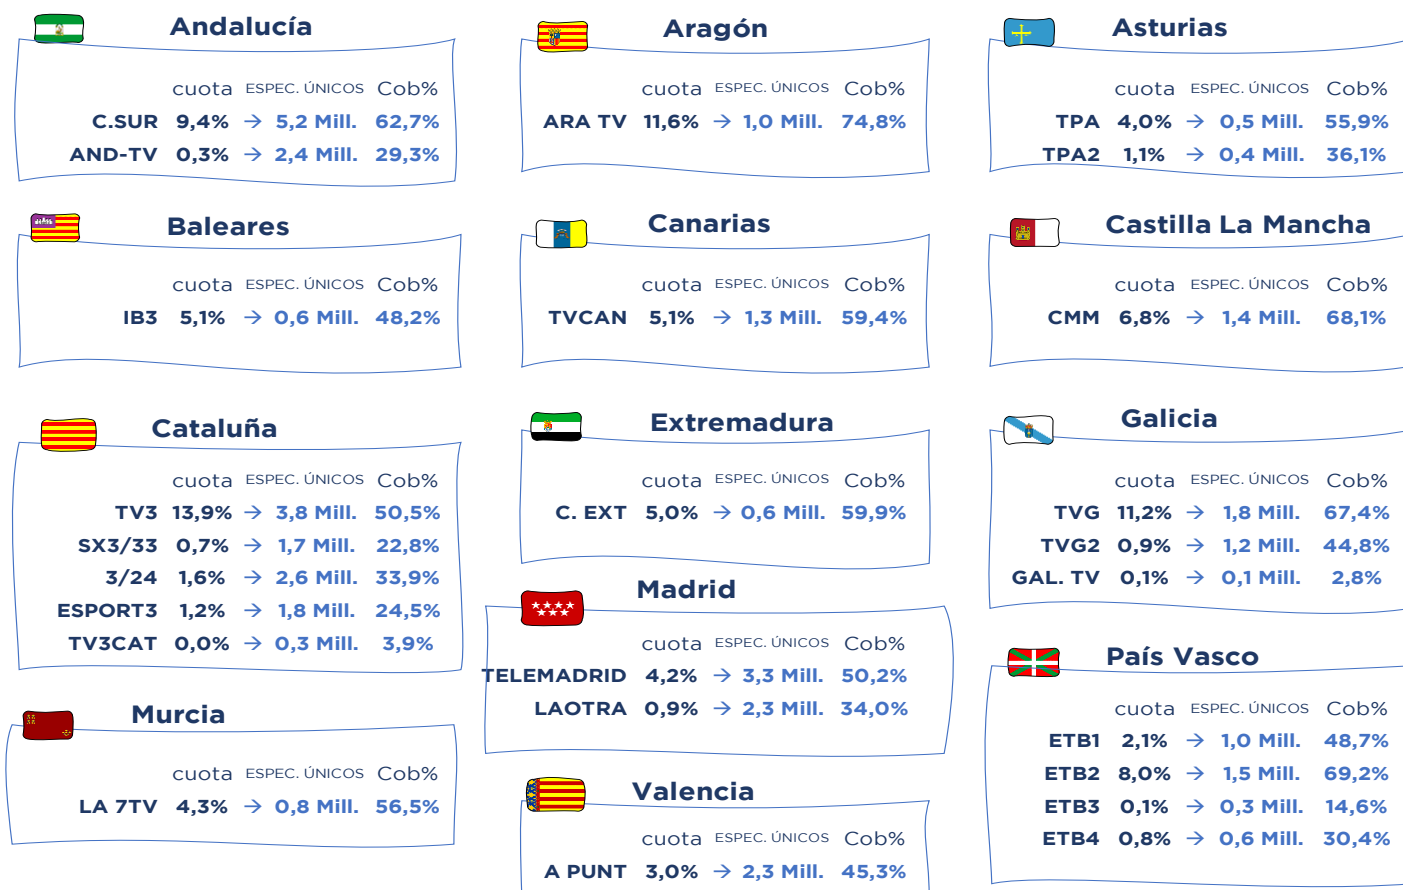 Andalucía
cuota ESPEC. ÚNICOS Cob%
C.SUR 9,4% → 5,2 Mill. 62,7%
AND-TV 0,3% → 2,4 Mill. 29,3%
Aragón
cuota ESPEC. ÚNICOS Cob%
ARA TV 11,6% → 1,0 Mill. 74,8%
Asturias
cuota ESPEC. ÚNICOS Cob%
TPA 4,0% → 0,5 Mill. 55,9%
TPA2 1,1% → 0,4 Mill. 36,1%
Baleares
cuota ESPEC. ÚNICOS Cob%
IB3 5,1% → 0,6 Mill. 48,2%
Canarias
cuota ESPEC. ÚNICOS Cob%
TVCAN 5,1% → 1,3 Mill. 59,4%
Castilla La Mancha
cuota ESPEC. ÚNICOS Cob%
CMM 6,8% → 1,4 Mill. 68,1%
Cataluña
cuota ESPEC. ÚNICOS Cob%
TV3 13,9% → 3,8 Mill. 50,5%
SX3/33 0,7% → 1,7 Mill. 22,8%
3/24 1,6% → 2,6 Mill. 33,9%
ESPORT3 1,2% → 1,8 Mill. 24,5%
TV3CAT 0,0% → 0,3 Mill. 3,9%
Extremadura
cuota ESPEC. ÚNICOS Cob%
C. EXT 5,0% → 0,6 Mill. 59,9%
Galicia
cuota ESPEC. ÚNICOS Cob%
TVG 11,2% → 1,8 Mill. 67,4%
TVG2 0,9% → 1,2 Mill. 44,8%
GAL. TV 0,1% → 0,1 Mill. 2,8%
Madrid
cuota ESPEC. ÚNICOS Cob%
TELEMADRID 4,2% → 3,3 Mill. 50,2%
LAOTRA 0,9% → 2,3 Mill. 34,0%
País Vasco
cuota ESPEC. ÚNICOS Cob%
ETB1 2,1% → 1,0 Mill. 48,7%
ETB2 8,0% → 1,5 Mill. 69,2%
ETB3 0,1% → 0,3 Mill. 14,6%
ETB4 0,8% → 0,6 Mill. 30,4%
Murcia
cuota ESPEC. ÚNICOS Cob%
LA 7TV 4,3% → 0,8 Mill. 56,5%
Valencia
cuota ESPEC. ÚNICOS Cob%
A PUNT 3,0% → 2,3 Mill. 45,3%